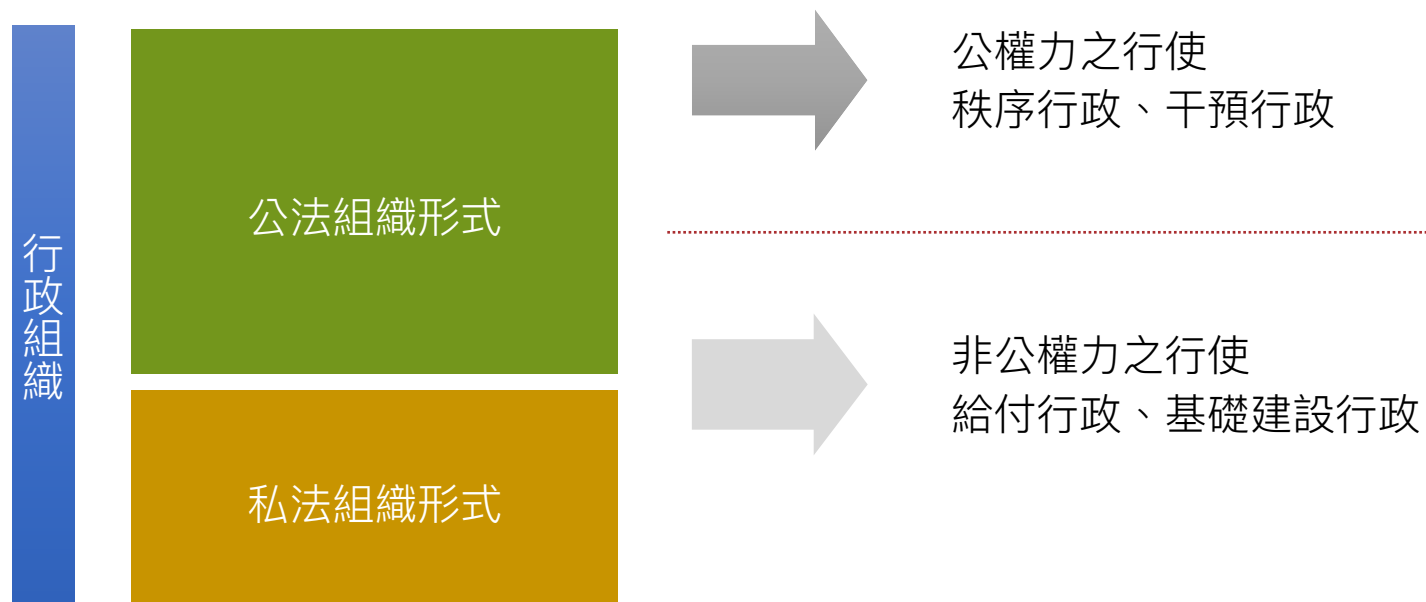 行政組織
公法組織形式
私法組織形式
公權力之行使
秩序行政、干預行政
非公權力之行使
給付行政、基礎建設行政